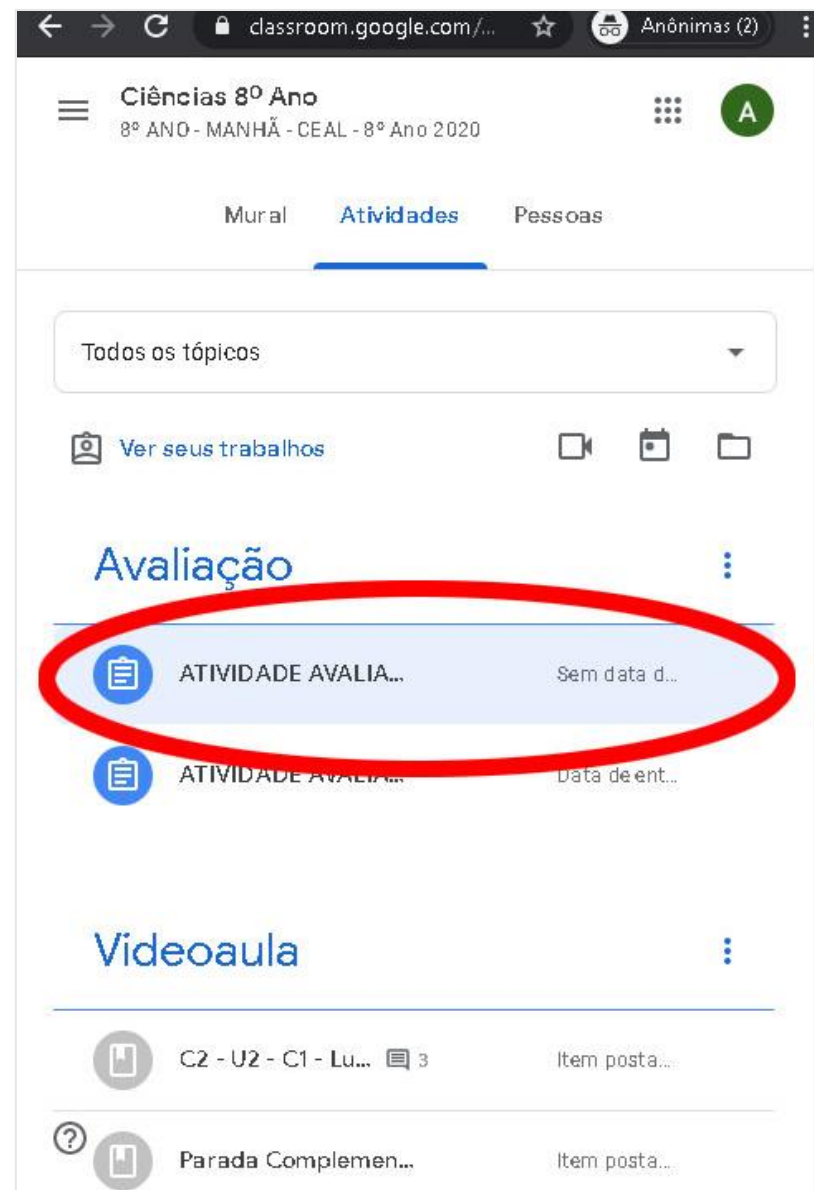 classroom.google.com/... Anônimas (2)
Ciências 8º Ano
A
8º ANO - MANHÃ - CEAL - 8º Ano 2020
Mural Atividades Pessoas
Todos os tópicos
Ver seus trabalhos
Avaliação
ATIVIDADE AVALIA... Sem data d...
ATIVIDADE AVALIA... Data de ent...
Videoaula
C2 - U2 - C1 - Lu... 3 Item posta...
Parada Complemen... Item posta...